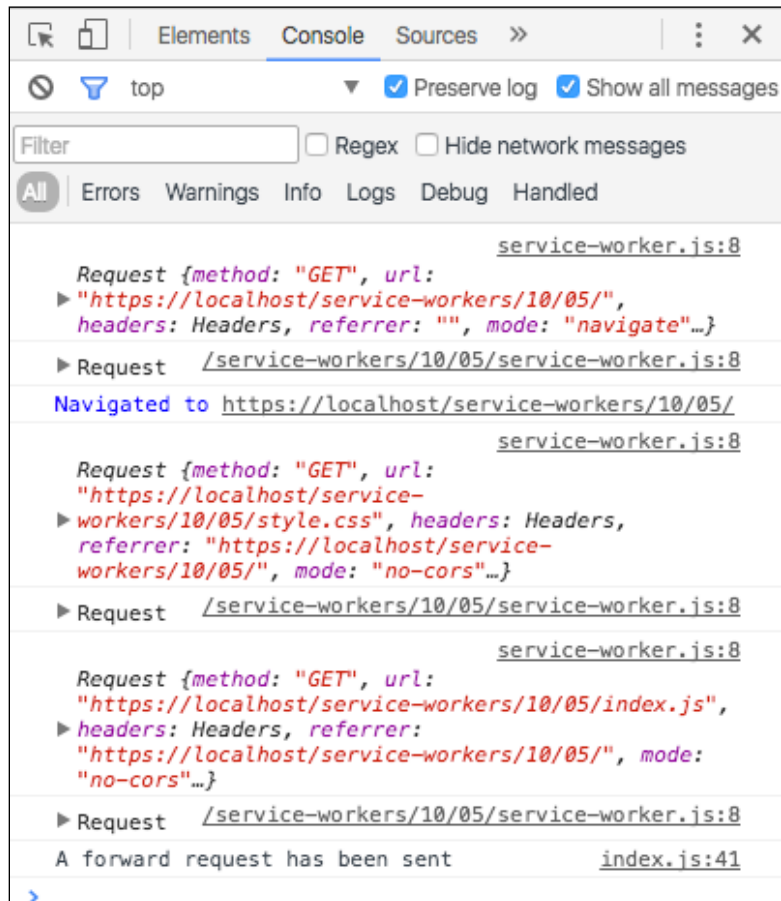 Elements Console Sources »
top ▼ Preserve log Show all messages
Filter Regex Hide network messages
All Errors Warnings Info Logs Debug Handled
service-worker.js:8
Request {method: "GET", url:
"https://localhost/service-workers/10/05/",
headers: Headers, referrer: "", mode: "navigate"…}
Request /service-workers/10/05/service-worker.js:8
Navigated to https://localhost/service-workers/10/05/
service-worker.js:8
Request {method: "GET", url:
"https://localhost/service-
workers/10/05/style.css", headers: Headers,
referrer: "https://localhost/service-
workers/10/05/", mode: "no-cors"…}
Request /service-workers/10/05/service-worker.js:8
service-worker.js:8
Request {method: "GET", url:
"https://localhost/service-workers/10/05/index.js",
headers: Headers, referrer:
"https://localhost/service-workers/10/05/", mode:
"no-cors"…}
Request /service-workers/10/05/service-worker.js:8
A forward request has been sent index.js:41